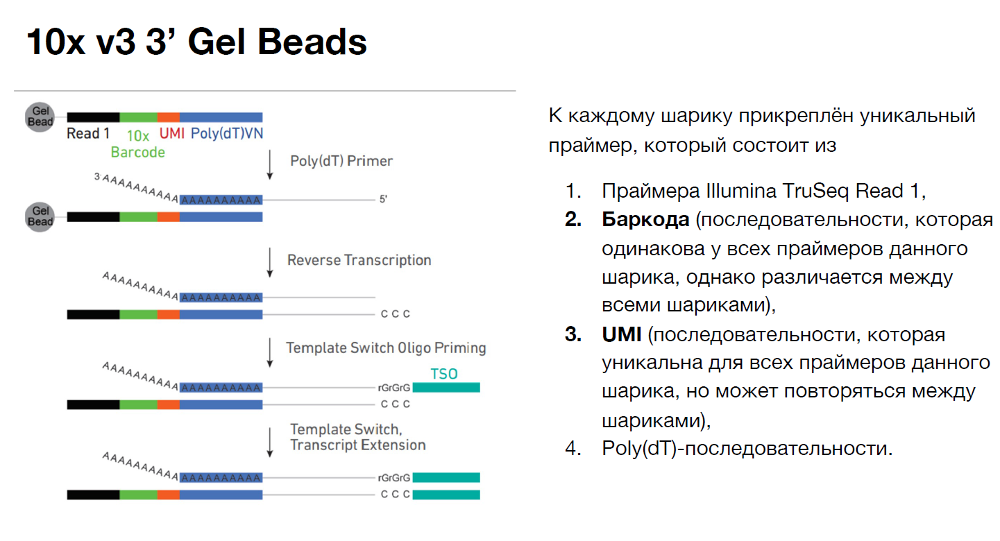 10x v3 3’ Gel Beads
Gel
Bead
Read 1
10x
Barcode
UMI
Poly(dT)VN
Poly(dT) Primer
3'AAAAAAAAAA
AAAAAAAAAA
5'
Gel
Bead
Reverse Transcription
AAAAAAAAAA
AAAAAAAAAA
C C C
Template Switch Oligo Priming
AAAAAAAAAA
AAAAAAAAAA
rGrGrG
TSO
C C C
Template Switch,
Transcript Extension
AAAAAAAAAA
AAAAAAAAAA
rGrGrG
C C C
К каждому шарику прикреплён уникальный
праймер, который состоит из
1. Праймера Illumina TruSeq Read 1,
2. Баркода (последовательности, которая
одинакова у всех праймеров данного
шарика, однако различается между
всеми шариками),
3. UMI (последовательности, которая
уникальна для всех праймеров данного
шарика, но может повторяться между
шариками),
4. Poly(dT)-последовательности.